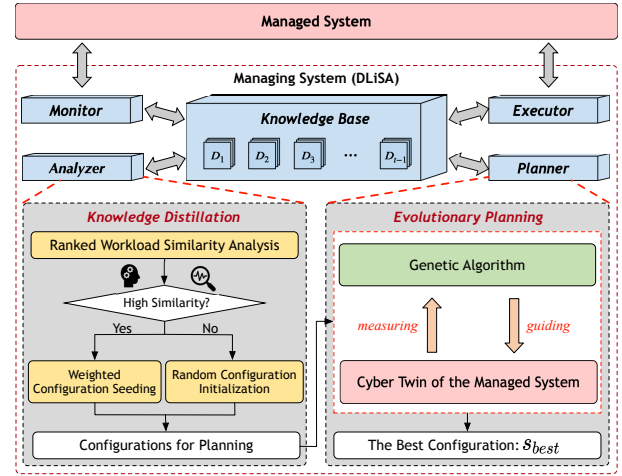 Managed System
Managing System (DLiSA)
Monitor
Knowledge Base
Executor
D1 D2 D3 ... Dt−1
Analyzer
Planner
Knowledge Distillation
Ranked Workload Similarity Analysis
High Similarity?
Yes No
Weighted
Configuration Seeding
Random Configuration
Initialization
Configurations for Planning
Evolutionary Planning
Genetic Algorithm
measuring guiding
Cyber Twin of the Managed System
The Best Configuration: sbest